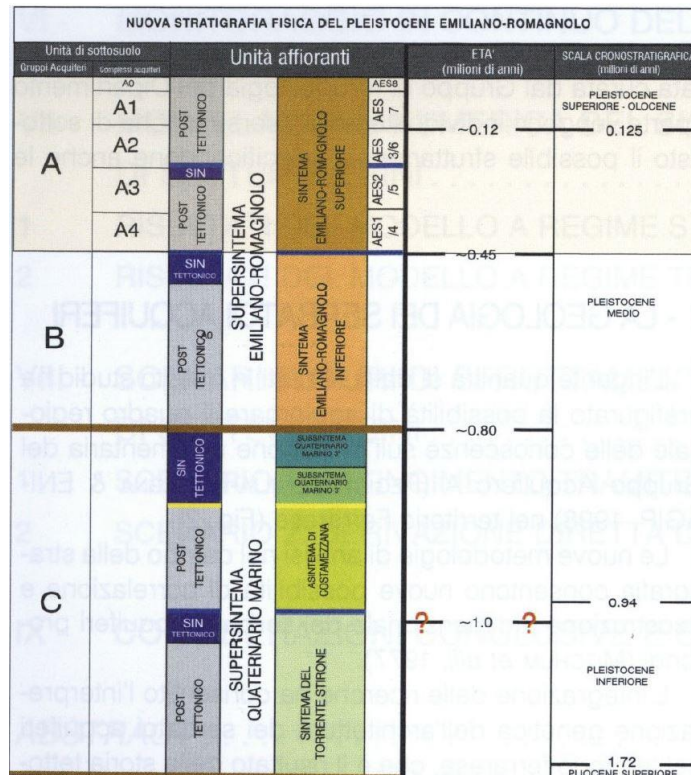 NUOVA STRATIGRAFIA FISICA DEL PLEISTOCENE EMILIANO-ROMAGNOLO
Unità di sottosuolo
Gruppi Acquiferi
complessi acquiferi
Unità affioranti
ETA'
(milioni di anni)
SCALA CRONOSTRATIGRAFICA
(milioni di anni)
A
A1
A2
A3
A4
POST
TETTONICO
SIN
POST
TETTONICO
SUPERSINTEMA
EMILIANO-ROMAGNOLO
SINTEMA
EMILIANO-ROMAGNOLO
SUPERIORE
AES8
AES
7
AES
3/6
AES2
/5
AES1
/4
~0.12
PLEISTOCENE
SUPERIORE - OLOCENE
0.125
~0.45
B
SIN
TETTONICO
POST
TETTONICO
SINTEMA
EMILIANO-ROMAGNOLO
INFERIORE
PLEISTOCENE
MEDIO
~0.80
C
SIN
TETTONICO
POST
TETTONICO
SIN
TETTONICO
POST
TETTONICO
SUPERSINTEMA
QUATERNARIO MARINO
SUBSINTEMA
QUATERNARIO
MARINO
SUBSINTEMA
QUATERNARIO
MARINO
ASINTEMA DI
COSTAMEZZANA
SINTEMA DEL
TORRENTE STIRONE
? ~1.0 ?
0.94
PLEISTOCENE
INFERIORE
1.72
PLIOCENE SUPERIORE